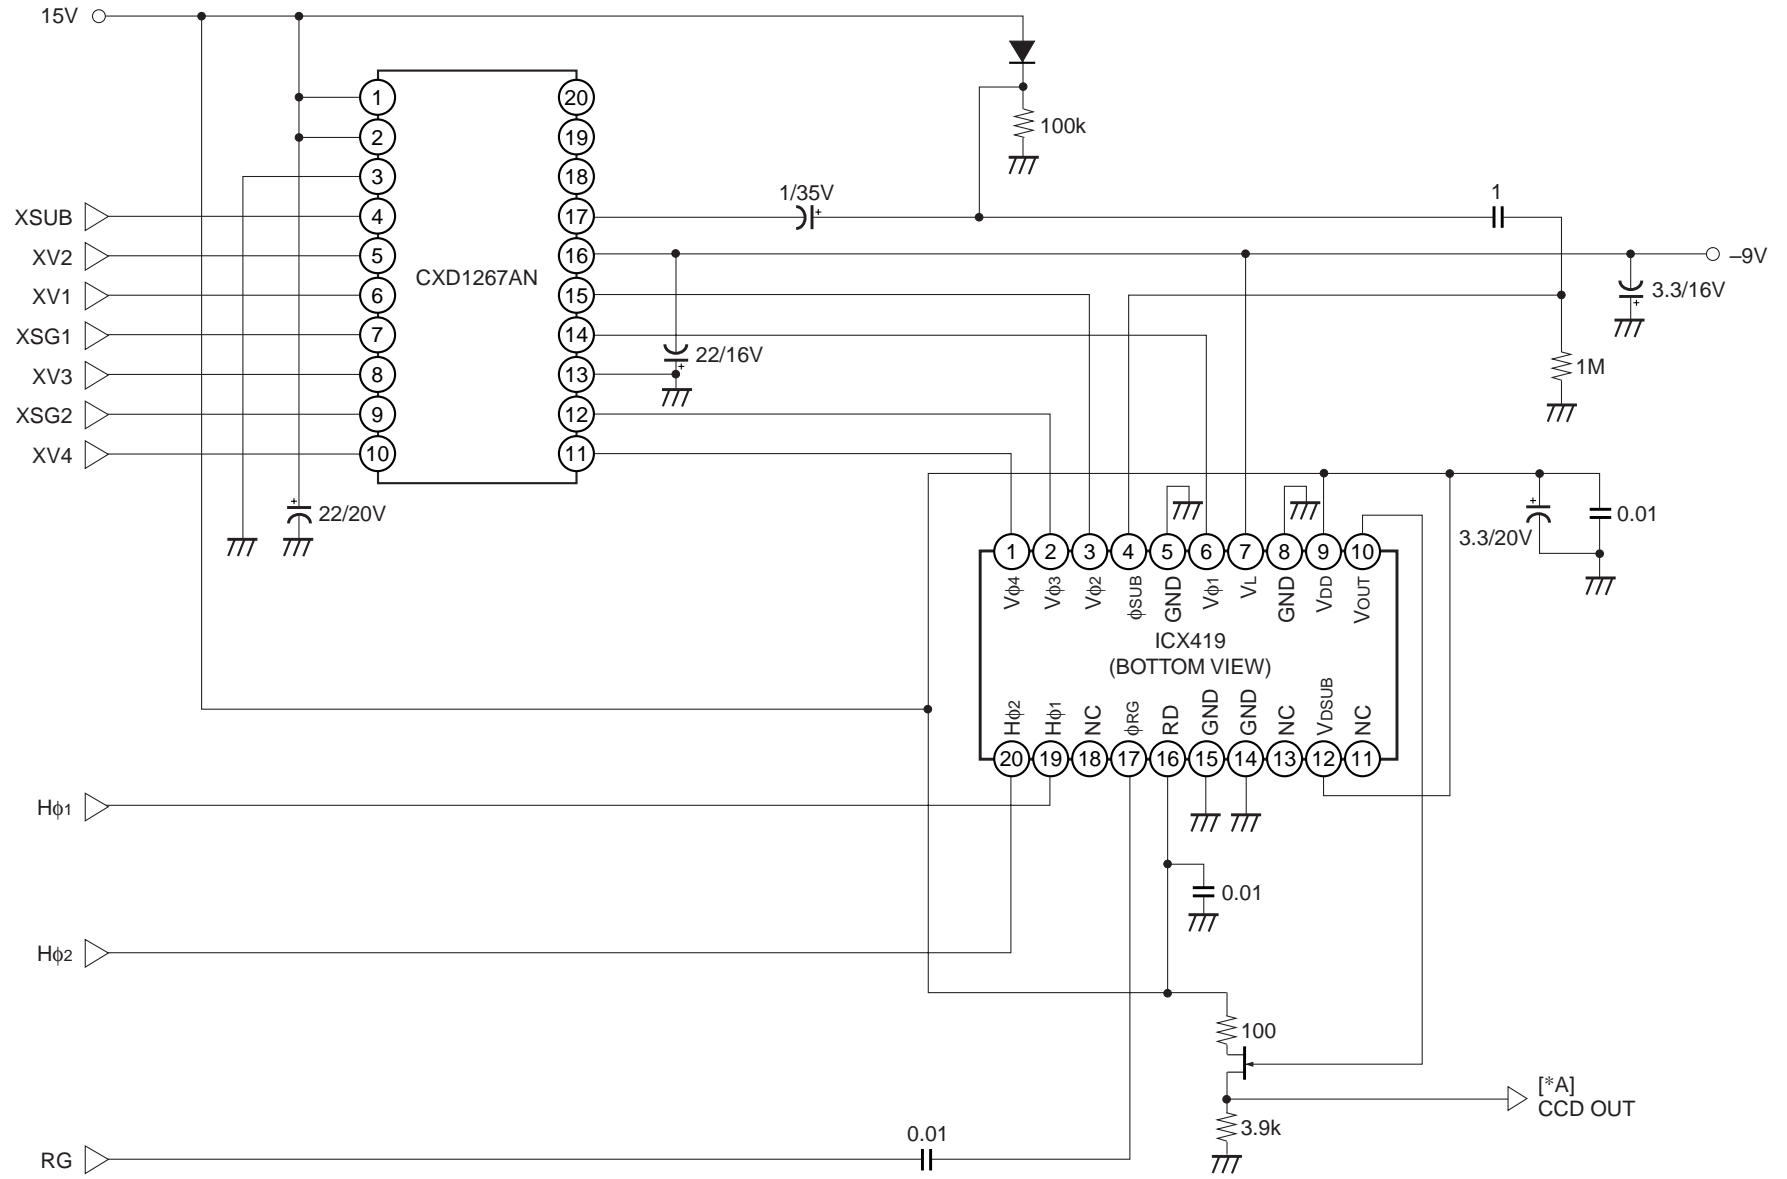 15V
1
20
2
19
100k
3
18
1/35V
1
XSUB
4
17
+
XV2
5
16
–9V
CXD1267AN
XV1
6
15
3.3/16V
+
XSG1
7
14
22/16V
+
XV3
8
13
1M
XSG2
9
12
XV4
10
11
+
22/20V
+
3.3/20V
0.01
1 2 3 4 5 6 7 8 9 10
Vϕ4 Vϕ3 Vϕ2 ϕSUB GND Vϕ1 VL GND VDD VOUT
ICX419
(BOTTOM VIEW)
Hϕ2 Hϕ1 NC ϕRG RD GND GND NC VDSUB NC
20 19 18 17 16 15 14 13 12 11
Hϕ1
0.01
Hϕ2
100
[*A]
CCD OUT
3.9k
0.01
RG